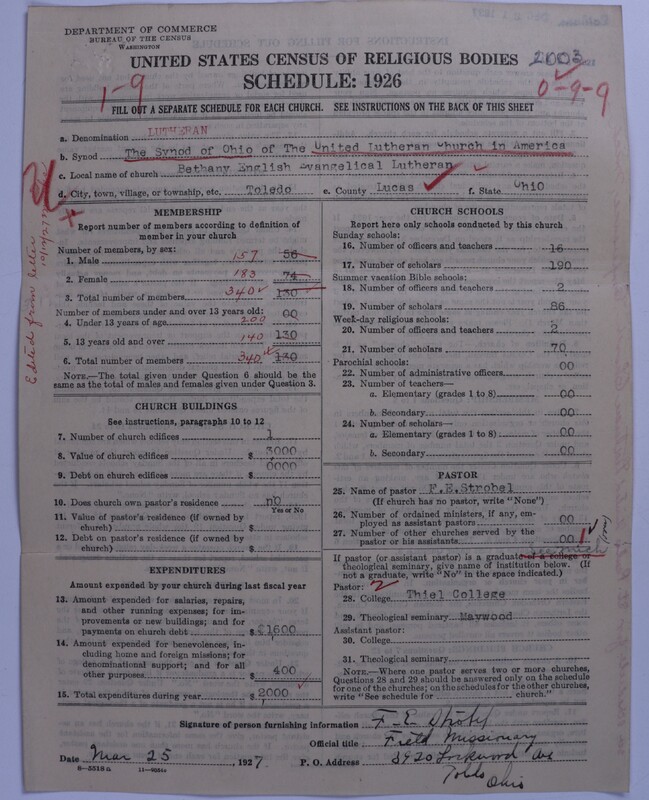 DEPARTMENT OF COMMERCE
BUREAU OF THE CENSUS
WASHINGTON
UNITED STATES CENSUS OF RELIGIOUS BODIES
2003
SCHEDULE: 1926
1-9
0-9-9
FILL OUT A SEPARATE SCHEDULE FOR EACH CHURCH. SEE INSTRUCTIONS ON THE BACK OF THIS SHEET
a. Denomination LUTHERAN
b. Synod The Synod of Ohio of The United Lutheran Church in America
c. Local name of church Bethany English Evangelical Lutheran
d. City, town, village, or township, etc. Toledo e. County Lucas f. State Ohio
Edited from letter
MEMBERSHIP
Report number of members according to definition of
member in your church
Number of members, by sex:
1. Male 157 56
2. Female 183 74
3. Total number of members 340 130
Number of members under and over 13 years old:
4. Under 13 years of age 200 00
5. 13 years old and over 140 130
6. Total number of members 340 130
NOTE.—The total given under Question 6 should be
same as the total of males and females given under Question 3.
CHURCH BUILDINGS
See instructions, paragraphs 10 to 12
7. Number of church edifices 1
8. Value of church edifices $ 3000
9. Debt on church edifices $ 0000
10. Does church own pastor's residence no
Yes or No
11. Value of pastor's residence (if owned by
church) $
12. Debt on pastor's residence (if owned by
church) $
EXPENDITURES
Amount expended by your church during last fiscal year
13. Amount expended for salaries, repairs,
and other running expenses; for im-
provements or new buildings; and for
payments on church debt $ 1600
14. Amount expended for benevolences, in-
cluding home and foreign missions; for
denominational support; and for all
other purposes $ 400
15. Total expenditures during year $ 2000
CHURCH SCHOOLS
Report here only schools conducted by this church
Sunday schools:
16. Number of officers and teachers 16
17. Number of scholars 190
Summer vacation Bible schools:
18. Number of officers and teachers 2
19. Number of scholars 86
Week-day religious schools:
20. Number of officers and teachers 2
21. Number of scholars 70
Parochial schools:
22. Number of administrative officers 00
23. Number of teachers—
a. Elementary (grades 1 to 8) 00
b. Secondary 00
24. Number of scholars—
a. Elementary (grades 1 to 8) 00
b. Secondary 00
PASTOR
25. Name of pastor F.E.Strobel
(If church has no pastor, write "None")
26. Number of ordained ministers, if any, em-
ployed as assistant pastors 00
27. Number of other churches served by the
pastor or his assistants 00 1
If pastor (or assistant pastor) is a graduate of a college or
theological seminary, give name of institution below. (If
not a graduate, write "No" in the space indicated.)
Pastor: 2
28. College Thiel College
29. Theological seminary Maywood
Assistant pastor:
30. College
31. Theological seminary
NOTE.—Where one pastor serves two or more churches,
Questions 28 and 29 should be answered only on the schedule
for one of the churches; on the schedules for the other churches,
write "See schedule for church."
Signature of person furnishing information F-E Strobel
Official title Field Missionary
Date Mar 25, 1927 P. O. Address 3920 Lockwood Ave
Toledo
Ohio
8-5518a